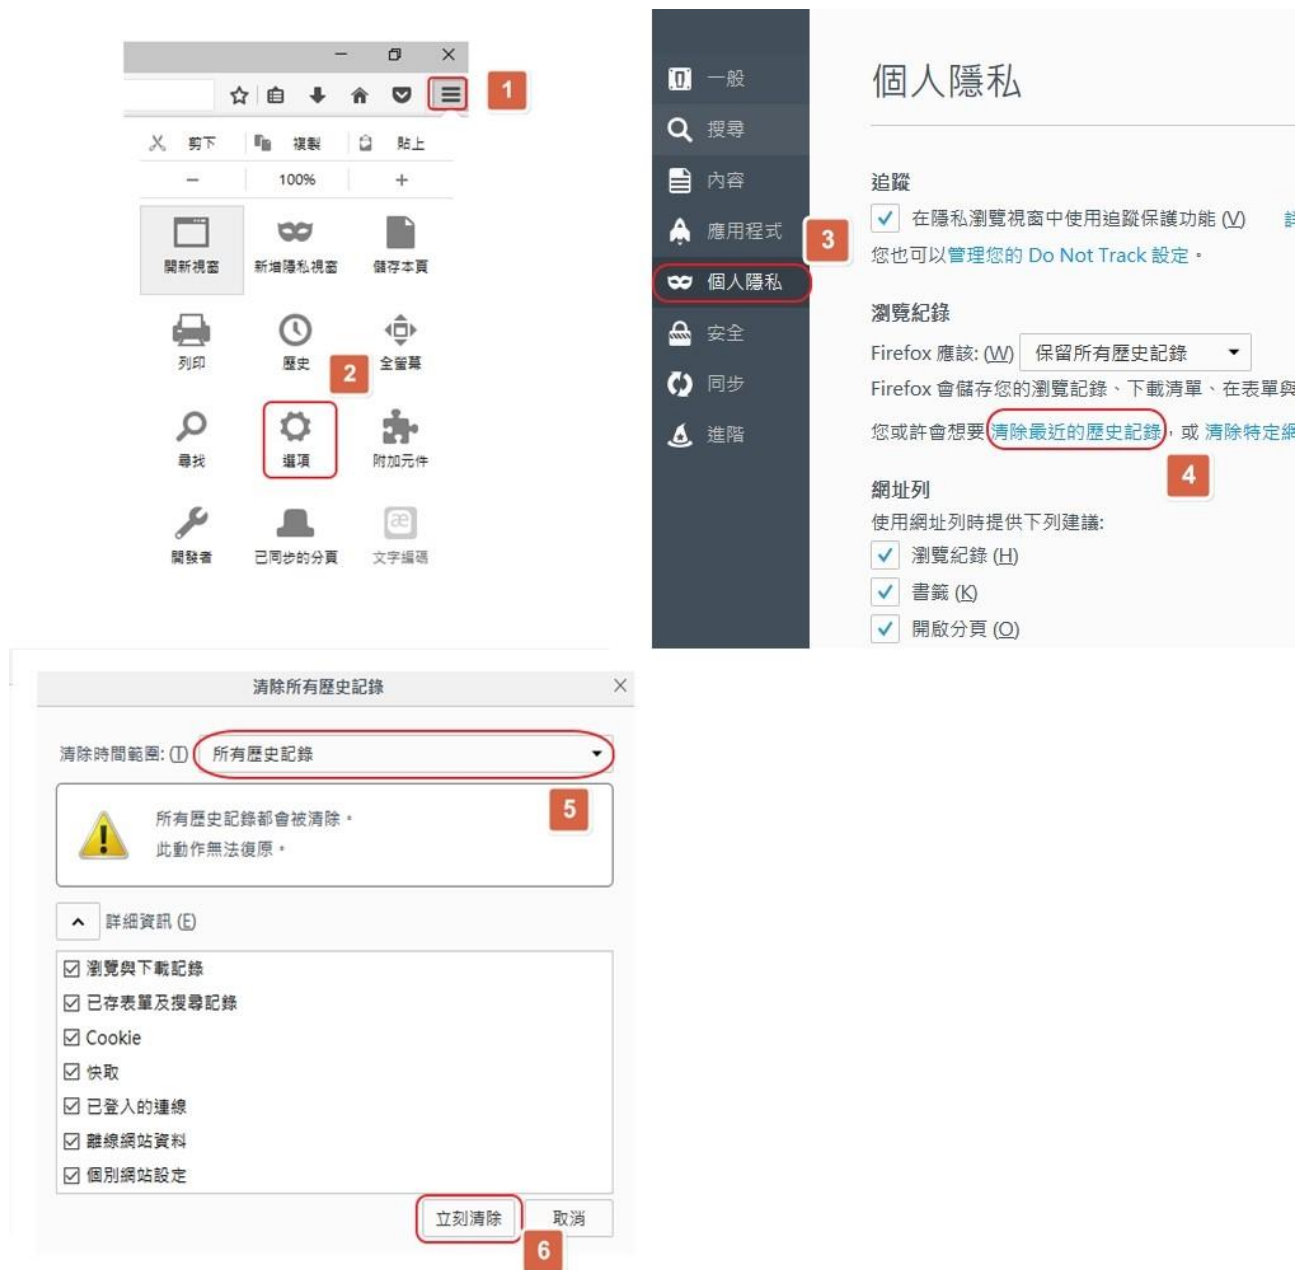 1
剪下 複製 貼上
− 100% +
開新視窗 新增隱私視窗 儲存本頁
列印 歷史 全螢幕
2
尋找 選項 附加元件
開發者 已同步的分頁 文字編碼
一般
搜尋
內容
應用程式
3
個人隱私
安全
同步
進階
個人隱私
追蹤
在隱私瀏覽視窗中使用追蹤保護功能 (V)
您也可以管理您的 Do Not Track 設定。
瀏覽紀錄
Firefox 應該: (W) 保留所有歷史記錄
Firefox 會儲存您的瀏覽記錄、下載清單、在表單與
您或許會想要 清除最近的歷史記錄, 或 清除特定網
4
網址列
使用網址列時提供下列建議:
瀏覽紀錄 (H)
書籤 (K)
開啟分頁 (O)
清除所有歷史記錄
清除時間範圍: (T) 所有歷史記錄
5
所有歷史記錄都會被清除。
此動作無法復原。
詳細資訊 (E)
瀏覽與下載記錄
已存表單及搜尋記錄
Cookie
快取
已登入的連線
離線網站資料
個別網站設定
立刻清除 取消
6